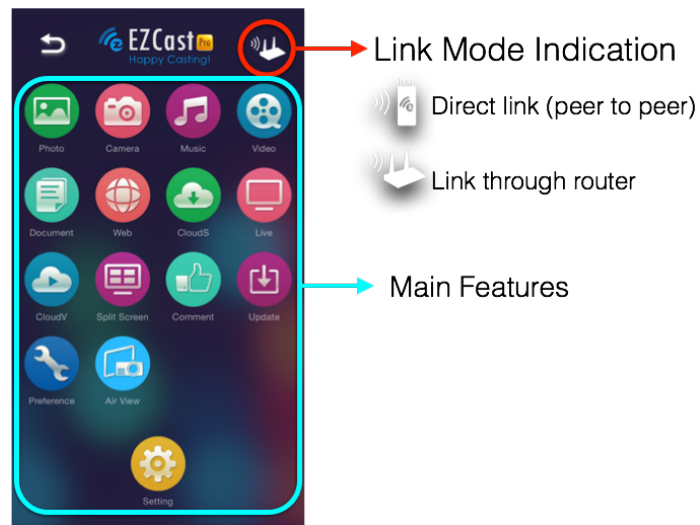 EZCast Pro
Happy Casting!
Link Mode Indication
Direct link (peer to peer)
Link through router
Photo Camera Music Video
Document Web CloudS Live
CloudV Split Screen Comment Update
Main Features
Preference Air View
Setting